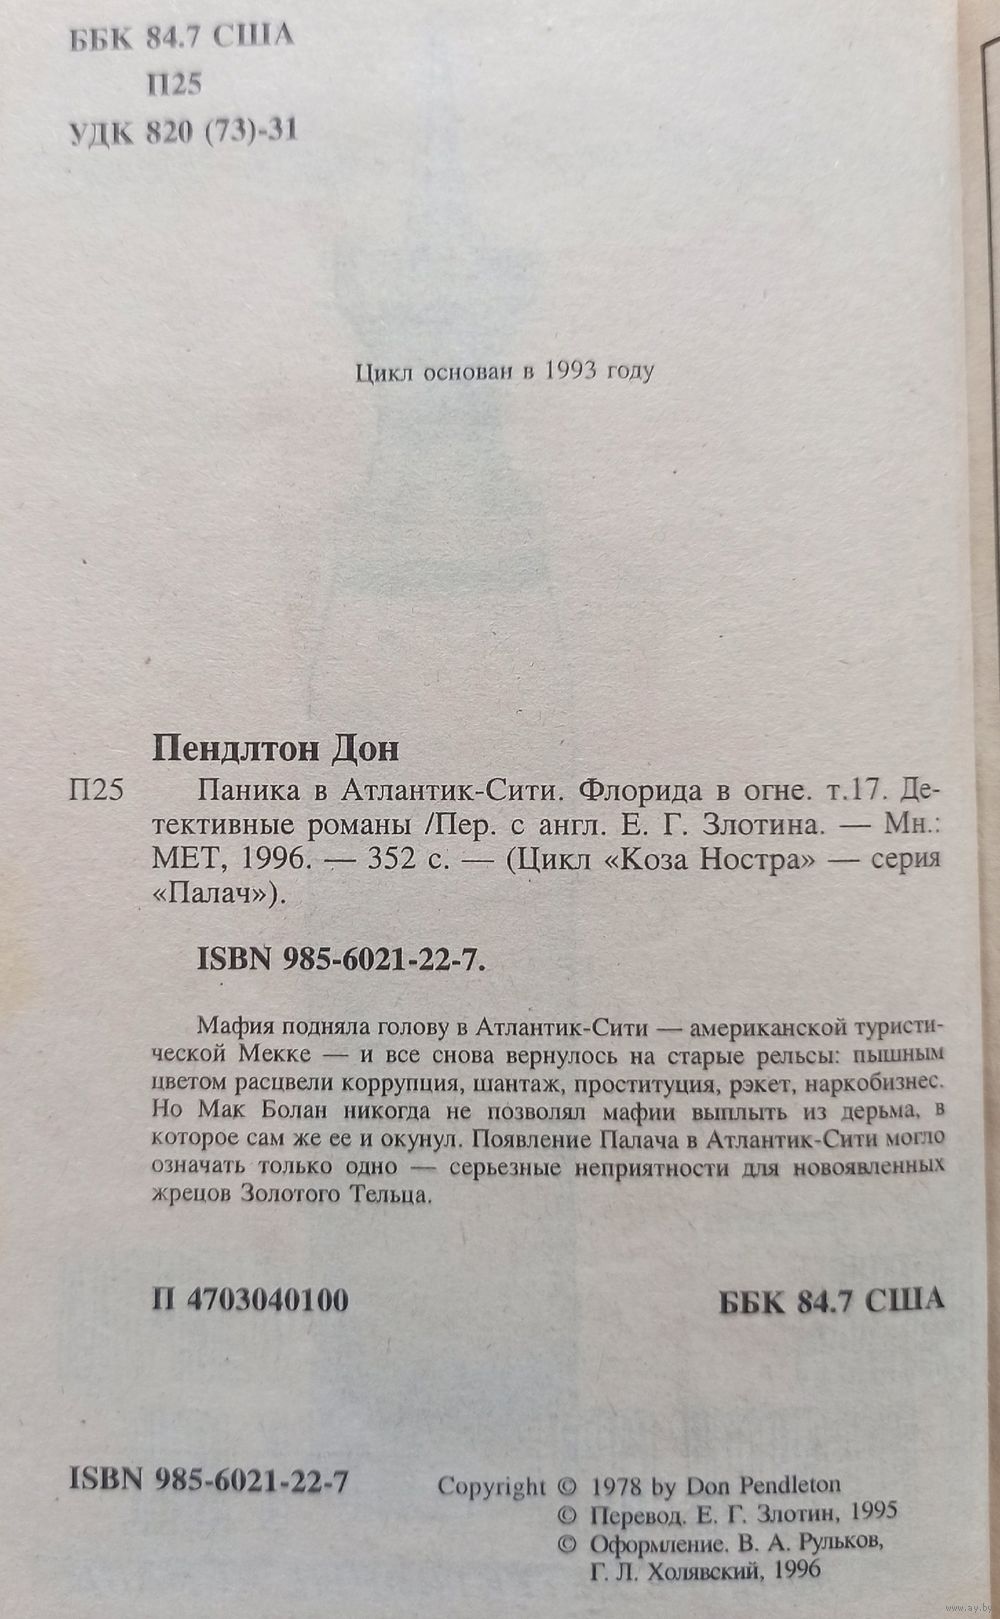 ББК 84.7 США
П25
УДК 820 (73)-31
Цикл основан в 1993 году
Пендлтон Дон
П25 Паника в Атлантик-Сити. Флорида в огне. т.17. Де-
тективные романы /Пер. с англ. Е. Г. Злотина. — Мн.:
МЕТ, 1996. — 352 с. — (Цикл «Коза Ностра» — серия
«Палач»).
ISBN 985-6021-22-7.
Мафия подняла голову в Атлантик-Сити — американской туристи-
ческой Мекке — и все снова вернулось на старые рельсы: пышным
цветом расцвели коррупция, шантаж, проституция, рэкет, наркобизнес.
Но Мак Болан никогда не позволял мафии выплыть из дерьма, в
которое сам же ее и окунул. Появление Палача в Атлантик-Сити могло
означать только одно — серьезные неприятности для новоявленных
жрецов Золотого Тельца.
П 4703040100 ББК 84.7 США
ISBN 985-6021-22-7 Copyright © 1978 by Don Pendleton
© Перевод. Е. Г. Злотин, 1995
© Оформление. В. А. Рульков,
Г. Л. Холявский, 1996
www.ay.by